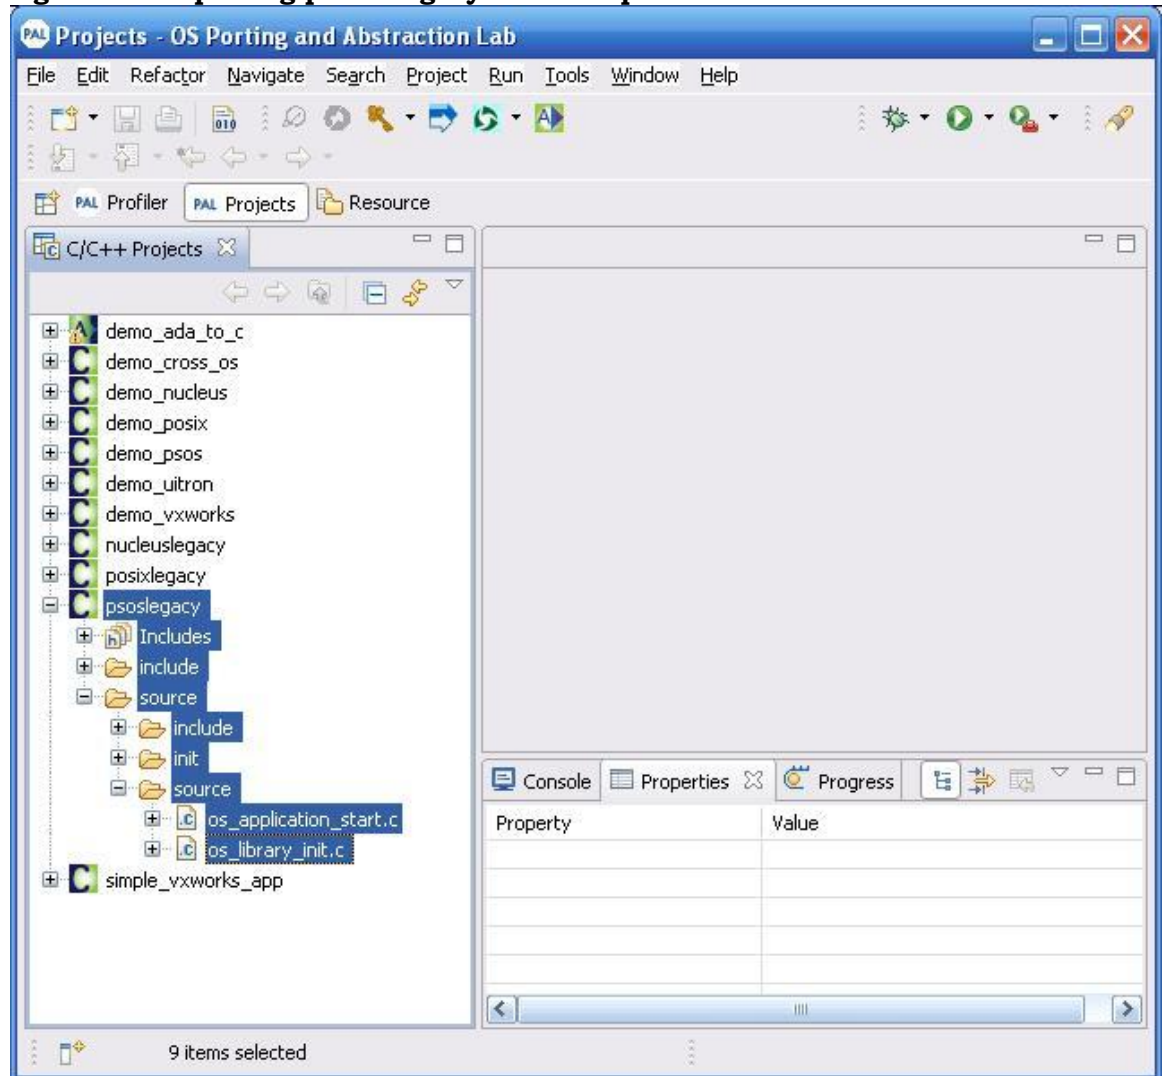 Projects - OS Porting and Abstraction Lab
File Edit Refactor Navigate Search Project Run Tools Window Help
010
PAL Profiler PAL Projects Resource
C/C++ Projects
demo_ada_to_c
demo_cross_os
demo_nucleus
demo_posix
demo_psos
demo_uitron
demo_vxworks
nucleuslegacy
posixlegacy
psoslegacy
Includes
include
source
include
init
source
os_application_start.c
os_library_init.c
simple_vxworks_app
Console Properties Progress
Property Value
9 items selected